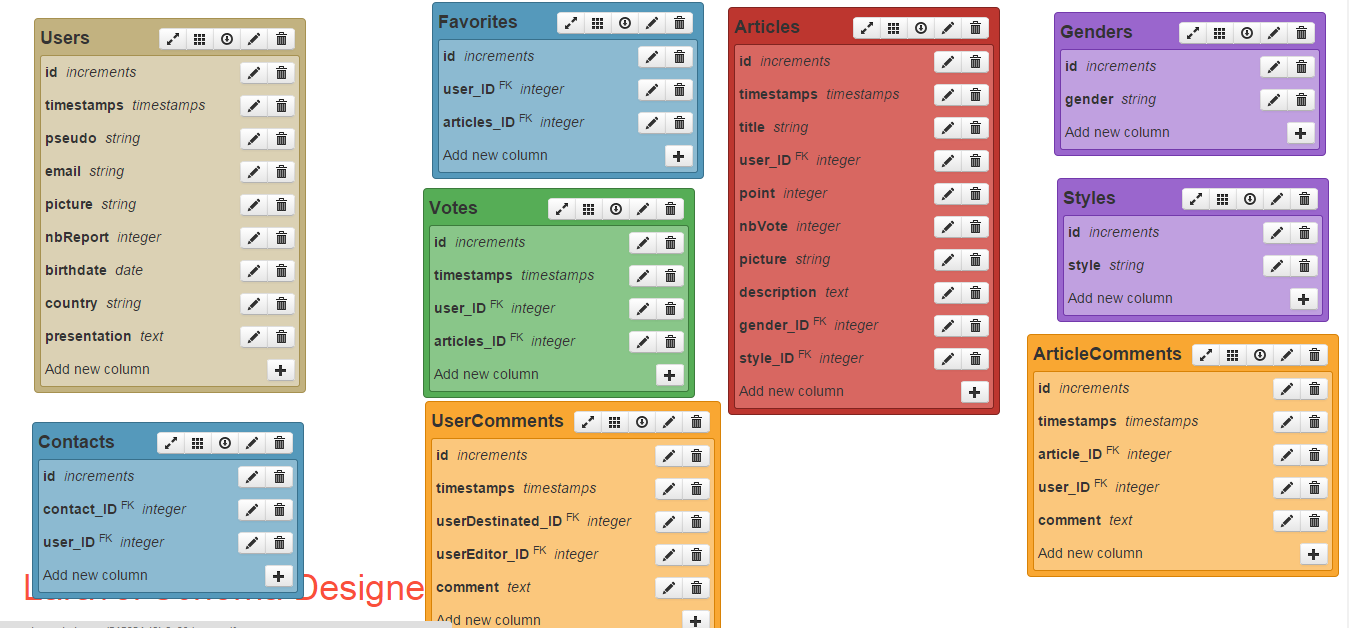 Users
id increments
timestamps timestamps
pseudo string
email string
picture string
nbReport integer
birthdate date
country string
presentation text
Add new column
Contacts
id increments
contact_ID FK integer
user_ID FK integer
Add new column
Designe
Favorites
id increments
user_ID FK integer
articles_ID FK integer
Add new column
Votes
id increments
timestamps timestamps
user_ID FK integer
articles_ID FK integer
Add new column
UserComments
id increments
timestamps timestamps
userDestinated_ID FK integer
userEditor_ID FK integer
comment text
Add new column
Articles
id increments
timestamps timestamps
title string
user_ID FK integer
point integer
nbVote integer
picture string
description text
gender_ID FK integer
style_ID FK integer
Add new column
Genders
id increments
gender string
Add new column
Styles
id increments
style string
Add new column
ArticleComments
id increments
timestamps timestamps
article_ID FK integer
user_ID FK integer
comment text
Add new column